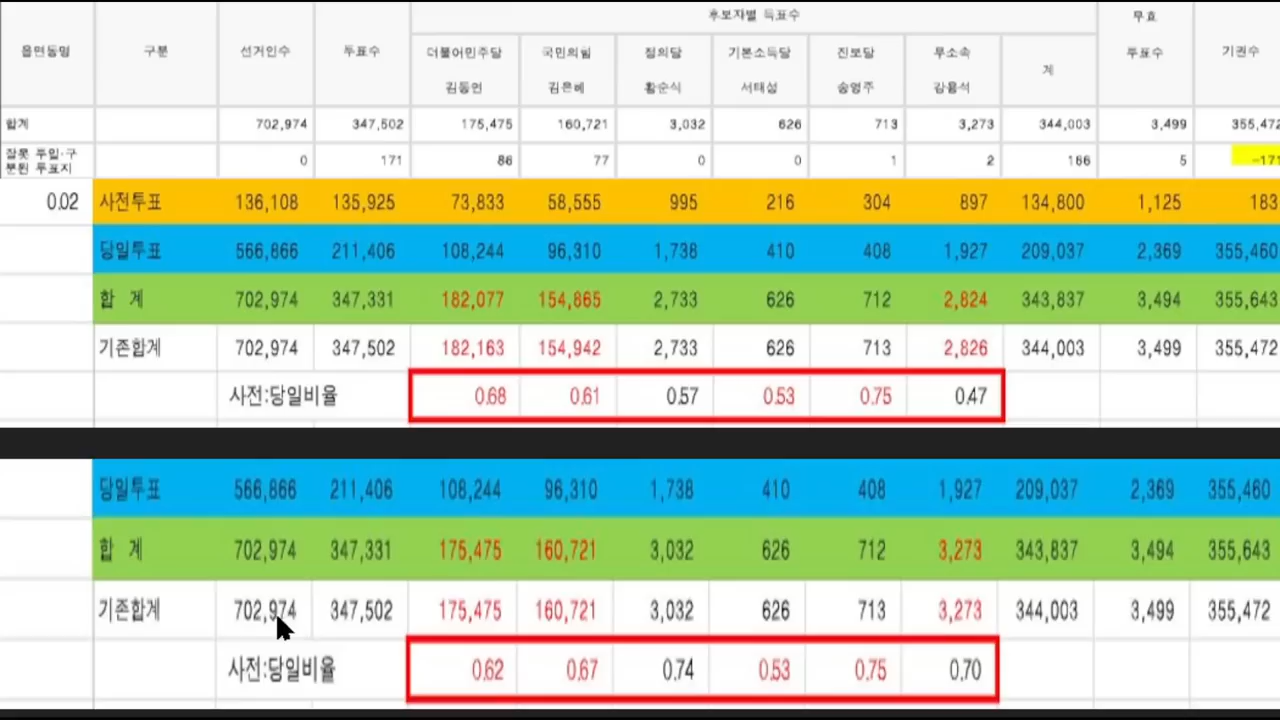 후보자별 득표수 무효
읍면동명 구분 선거인수 투표수 더불어민주당 국민의힘 정의당 기본소득당 진보당 무소속 계 투표수 기권수
김동연 김은혜 황순식 서태성 송영주 강용석
합계 702,974 347,502 175,475 160,721 3,032 626 713 3,273 344,003 3,499 355,472
잘못 투입·구 0 171 86 77 0 0 1 2 166 5 -171
분된 투표지
0.02 사전투표 136,108 135,925 73,833 58,555 995 216 304 897 134,800 1,125 183
당일투표 566,866 211,406 108,244 96,310 1,738 410 408 1,927 209,037 2,369 355,460
합 계 702,974 347,331 182,077 154,865 2,733 626 712 2,824 343,837 3,494 355,643
기존합계 702,974 347,502 182,163 154,942 2,733 626 713 2,826 344,003 3,499 355,472
사전:당일비율 0.68 0.61 0.57 0.53 0.75 0.47
당일투표 566,866 211,406 108,244 96,310 1,738 410 408 1,927 209,037 2,369 355,460
합 계 702,974 347,331 175,475 160,721 3,032 626 712 3,273 343,837 3,494 355,643
기존합계 702,974 347,502 175,475 160,721 3,032 626 713 3,273 344,003 3,499 355,472
사전:당일비율 0.62 0.67 0.74 0.53 0.75 0.70